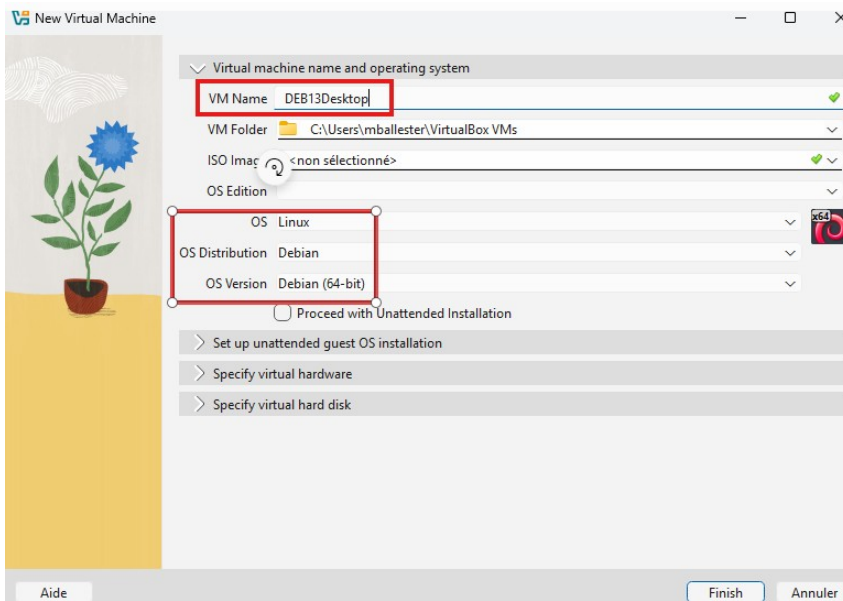 New Virtual Machine
Virtual machine name and operating system
VM Name DEB13Desktop
VM Folder C:\Users\mballester\VirtualBox VMs
ISO Imag <non sélectionné>
OS Edition
OS Linux
x64
OS Distribution Debian
OS Version Debian (64-bit)
Proceed with Unattended Installation
Set up unattended guest OS installation
Specify virtual hardware
Specify virtual hard disk
Aide Finish Annuler